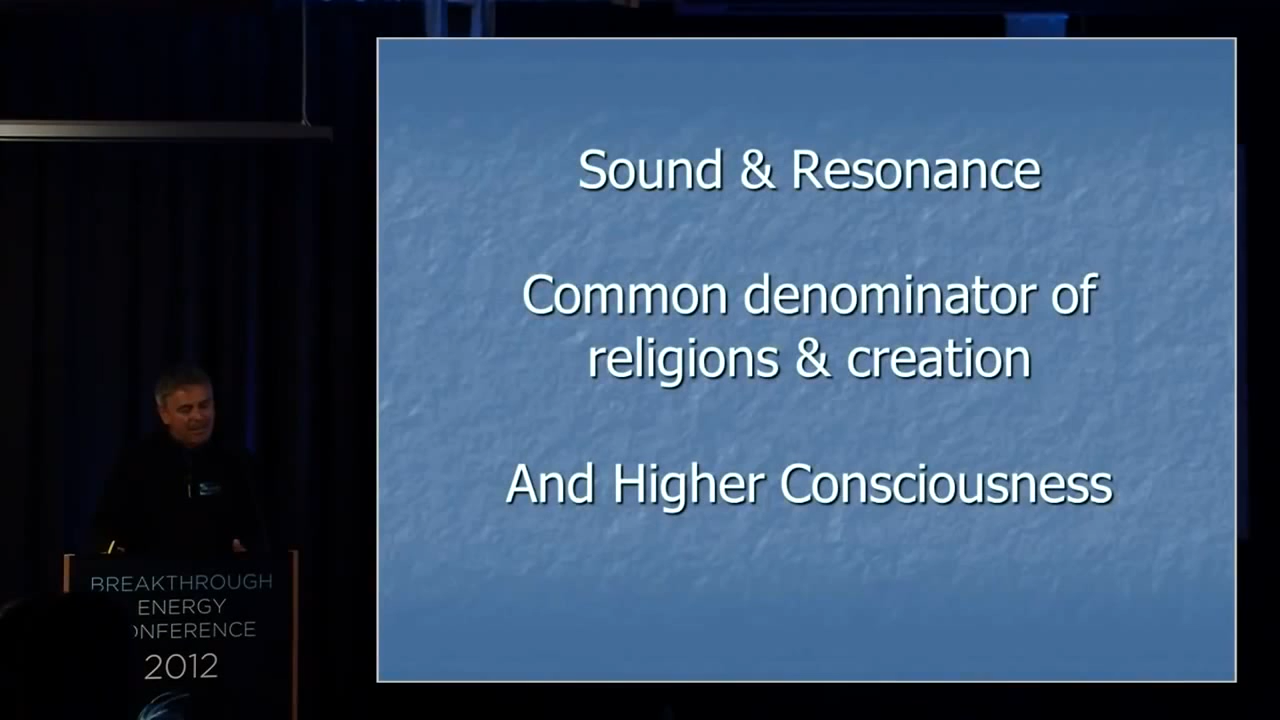 Sound & Resonance
Common denominator of
religions & creation
And Higher Consciousness
BREAKTHROUGH
ENERGY
ONFERENCE
2012